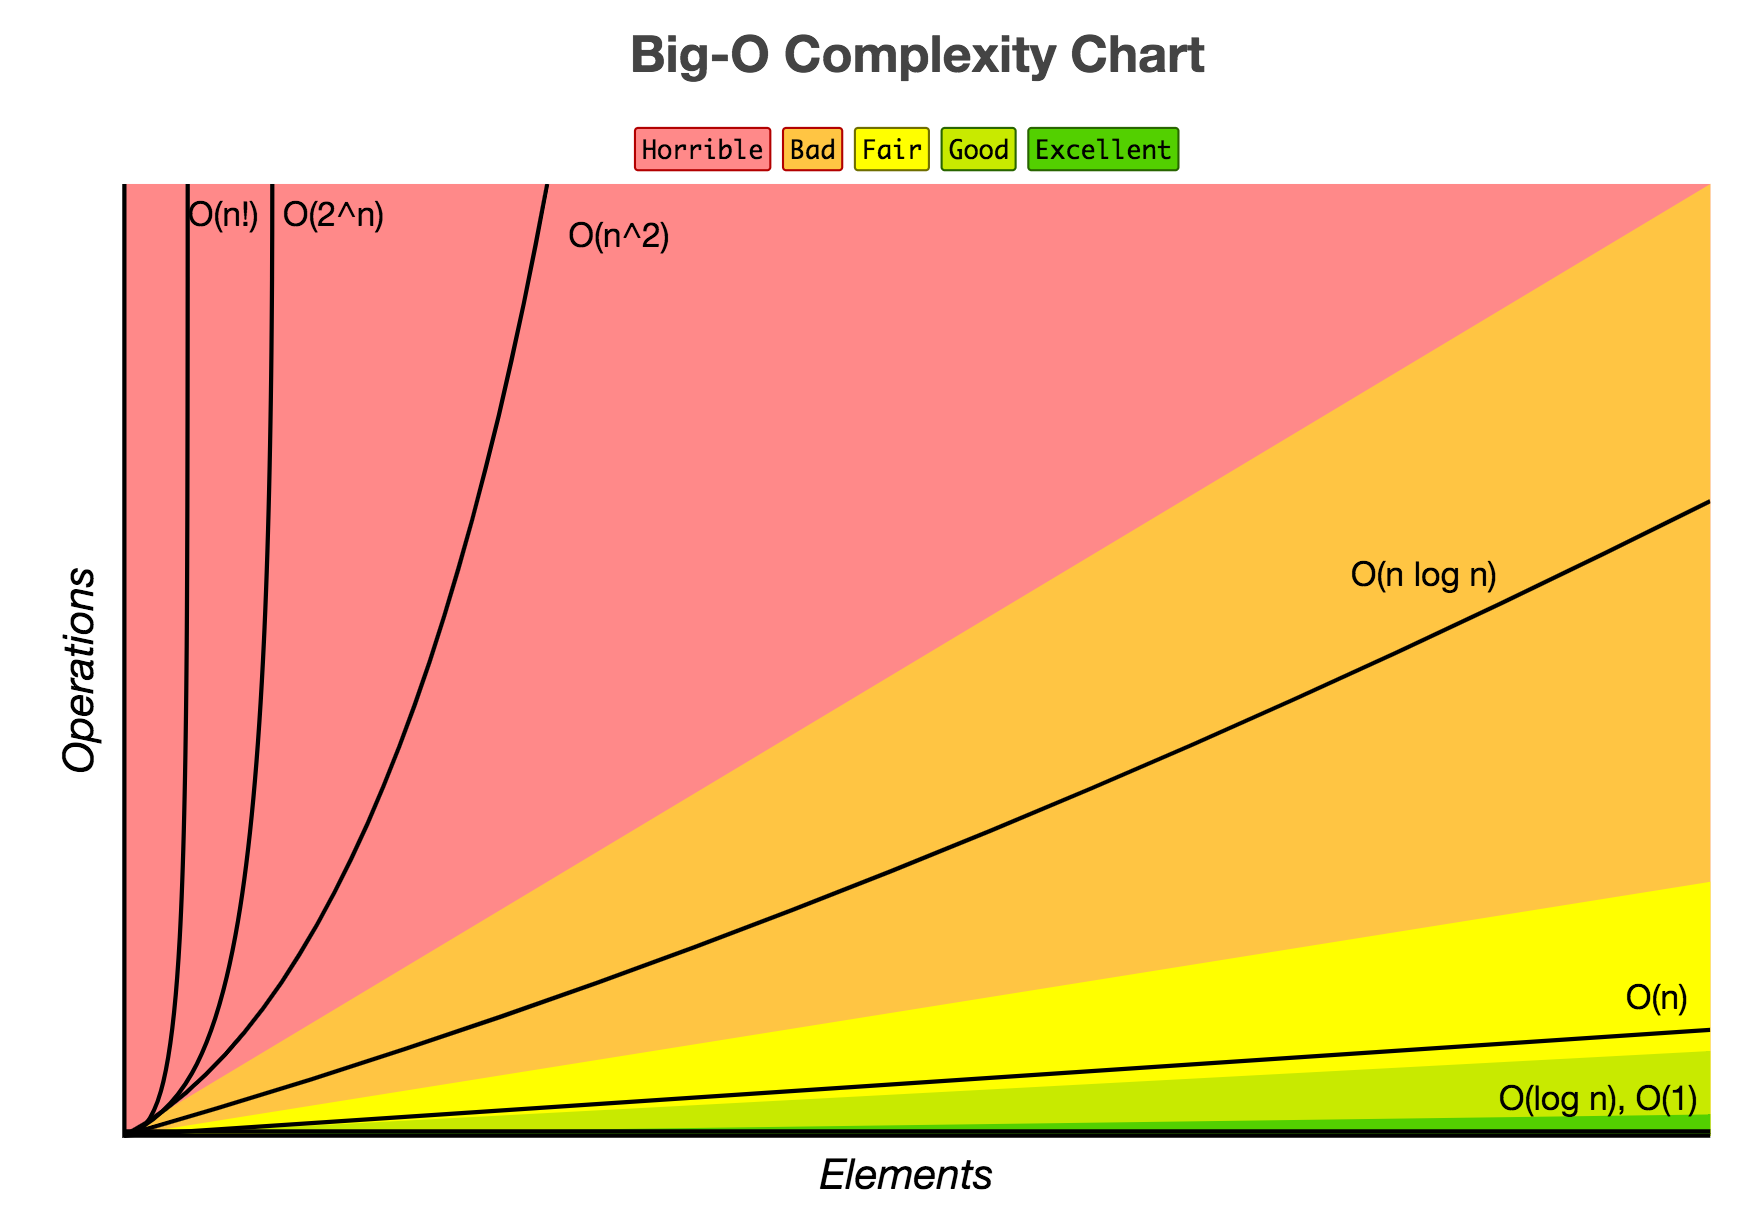 Big-O Complexity Chart
Horrible Bad Fair Good Excellent
O(n!) O(2^n)
O(n^2)
O(n log n)
O(n)
O(log n), O(1)
Operations
Elements